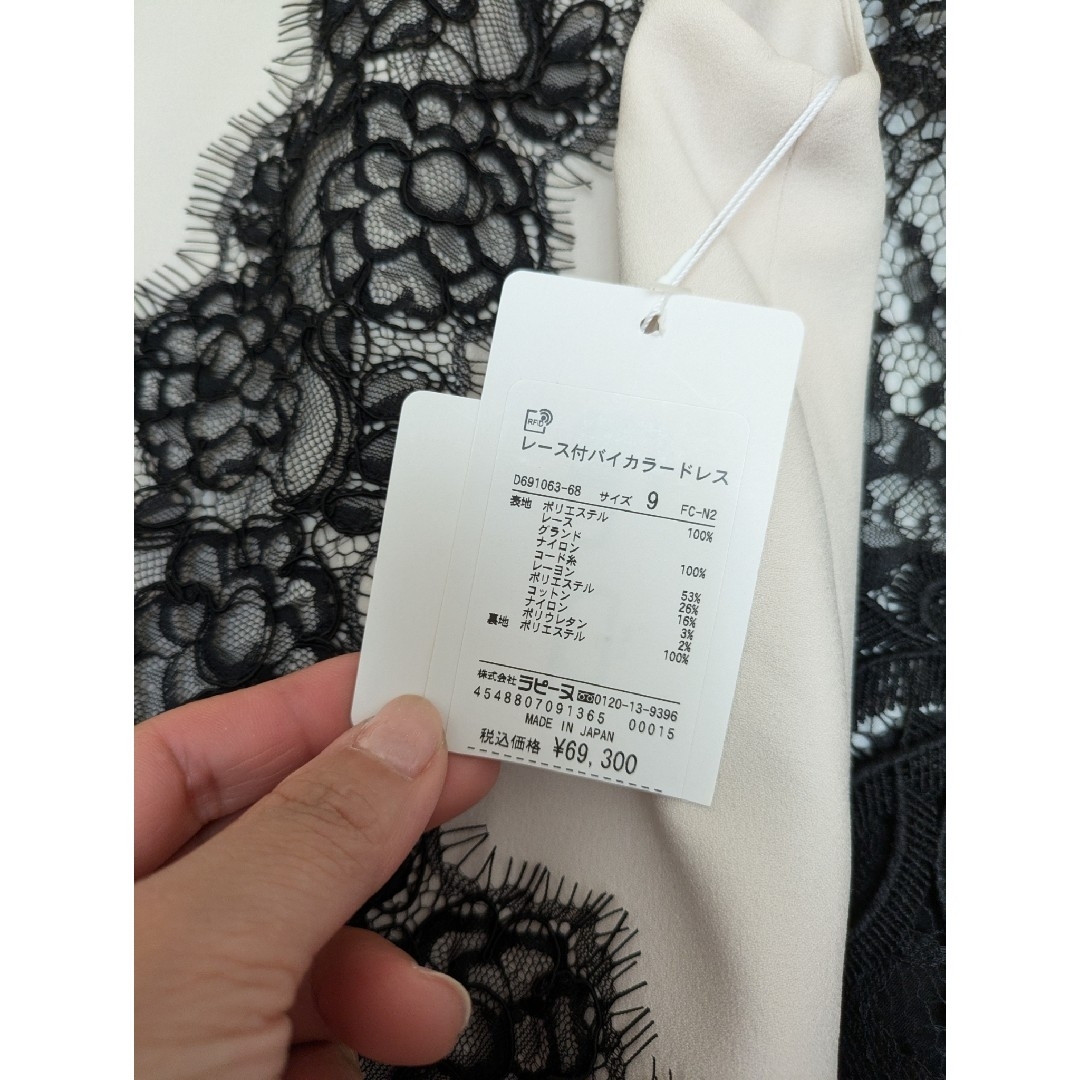 RFID
レース付バイカラードレス
D691063-68 サイズ 9 FC-N2
表地 ポリエステル 100%
レース
グランド
ナイロン 100%
コード糸
レーヨン 53%
ポリエステル 26%
コットン 16%
ナイロン 3%
ポリウレタン 2%
裏地 ポリエステル 100%
株式会社 ラピーヌ 0120-13-9396
4548807091365 00015
MADE IN JAPAN
税込価格 ¥69,300